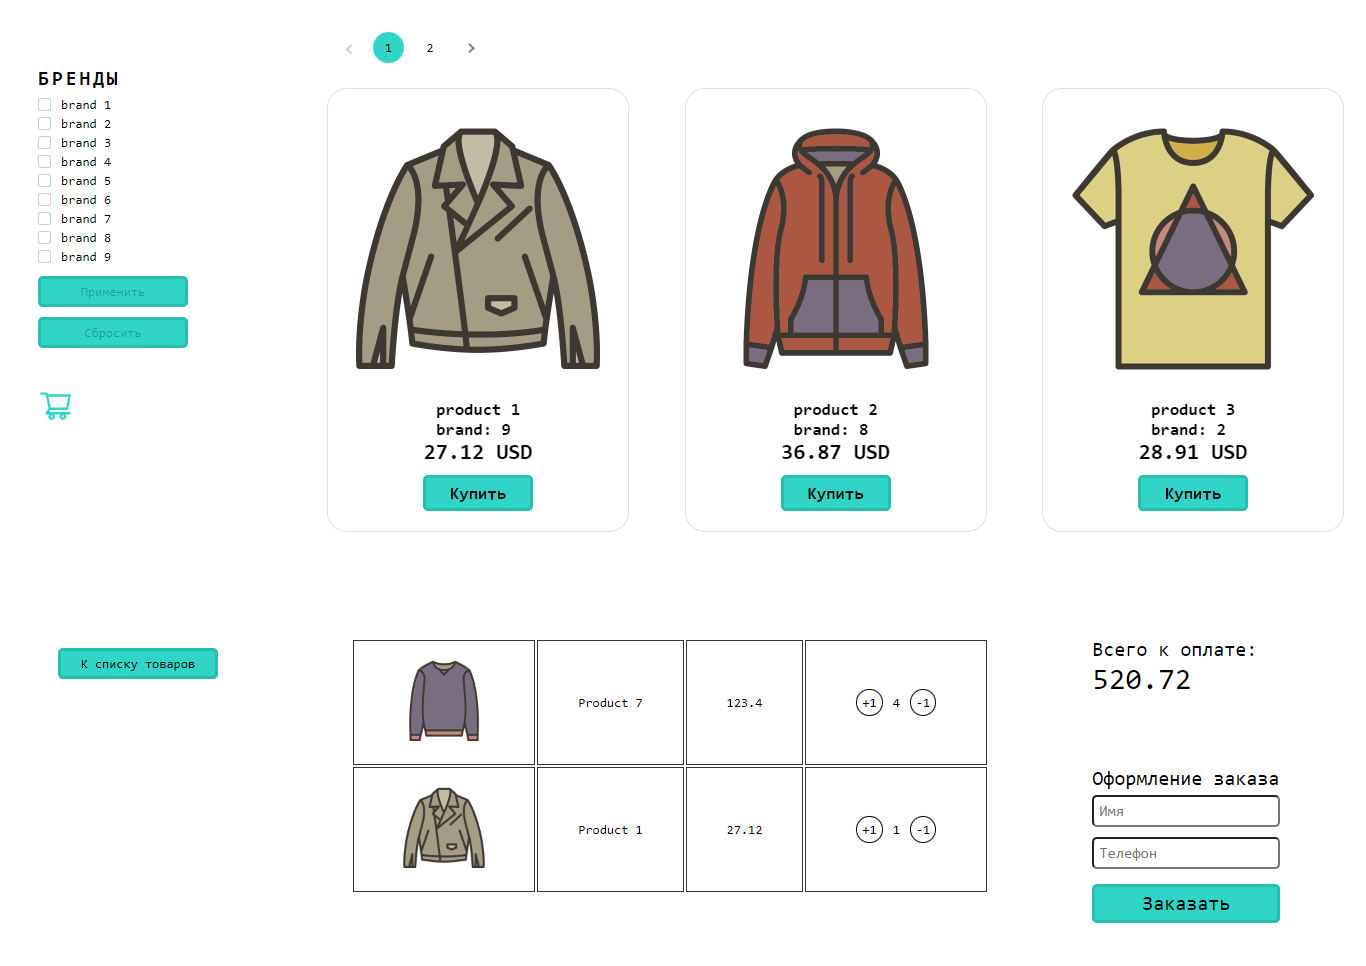 1 2
БРЕНДЫ
brand 1
brand 2
brand 3
brand 4
brand 5
brand 6
brand 7
brand 8
brand 9
Применить
Сбросить
product 1
brand: 9
27.12 USD
Купить
product 2
brand: 8
36.87 USD
Купить
product 3
brand: 2
28.91 USD
Купить
К списку товаров
Product 7 123.4 +1 4 -1
Product 1 27.12 +1 1 -1
Всего к оплате:
520.72
Оформление заказа
Имя
Телефон
Заказать